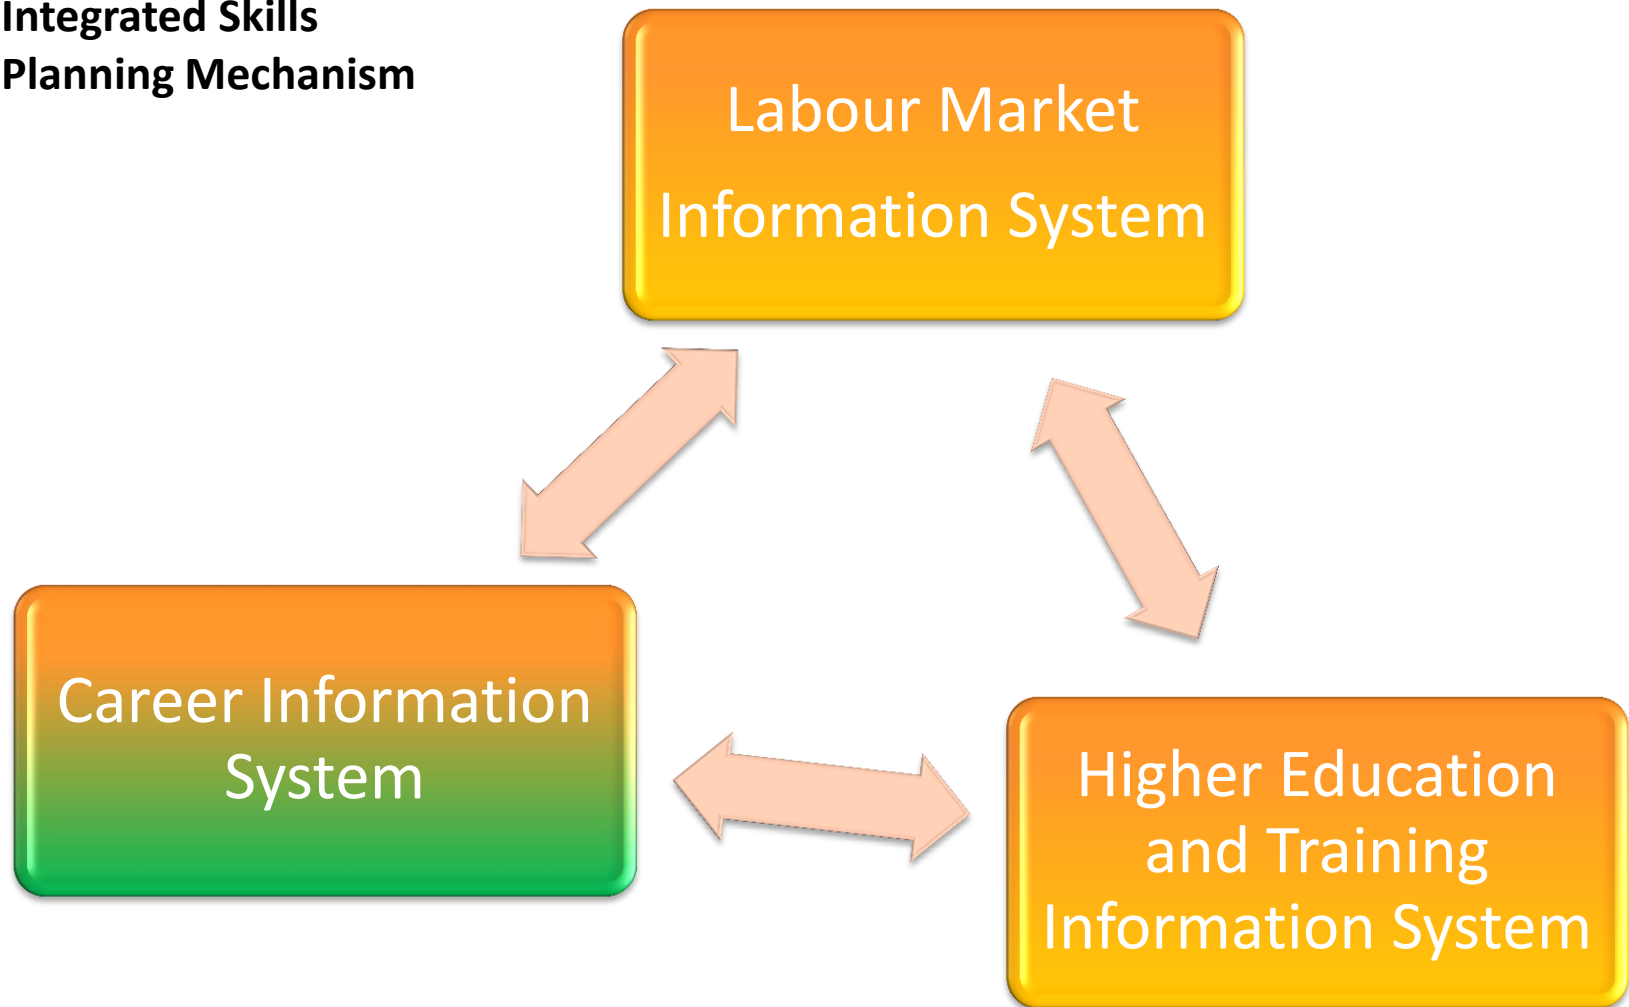 Integrated Skills
Planning Mechanism
Labour Market
Information System
Career Information
System
Higher Education
and Training
Information System